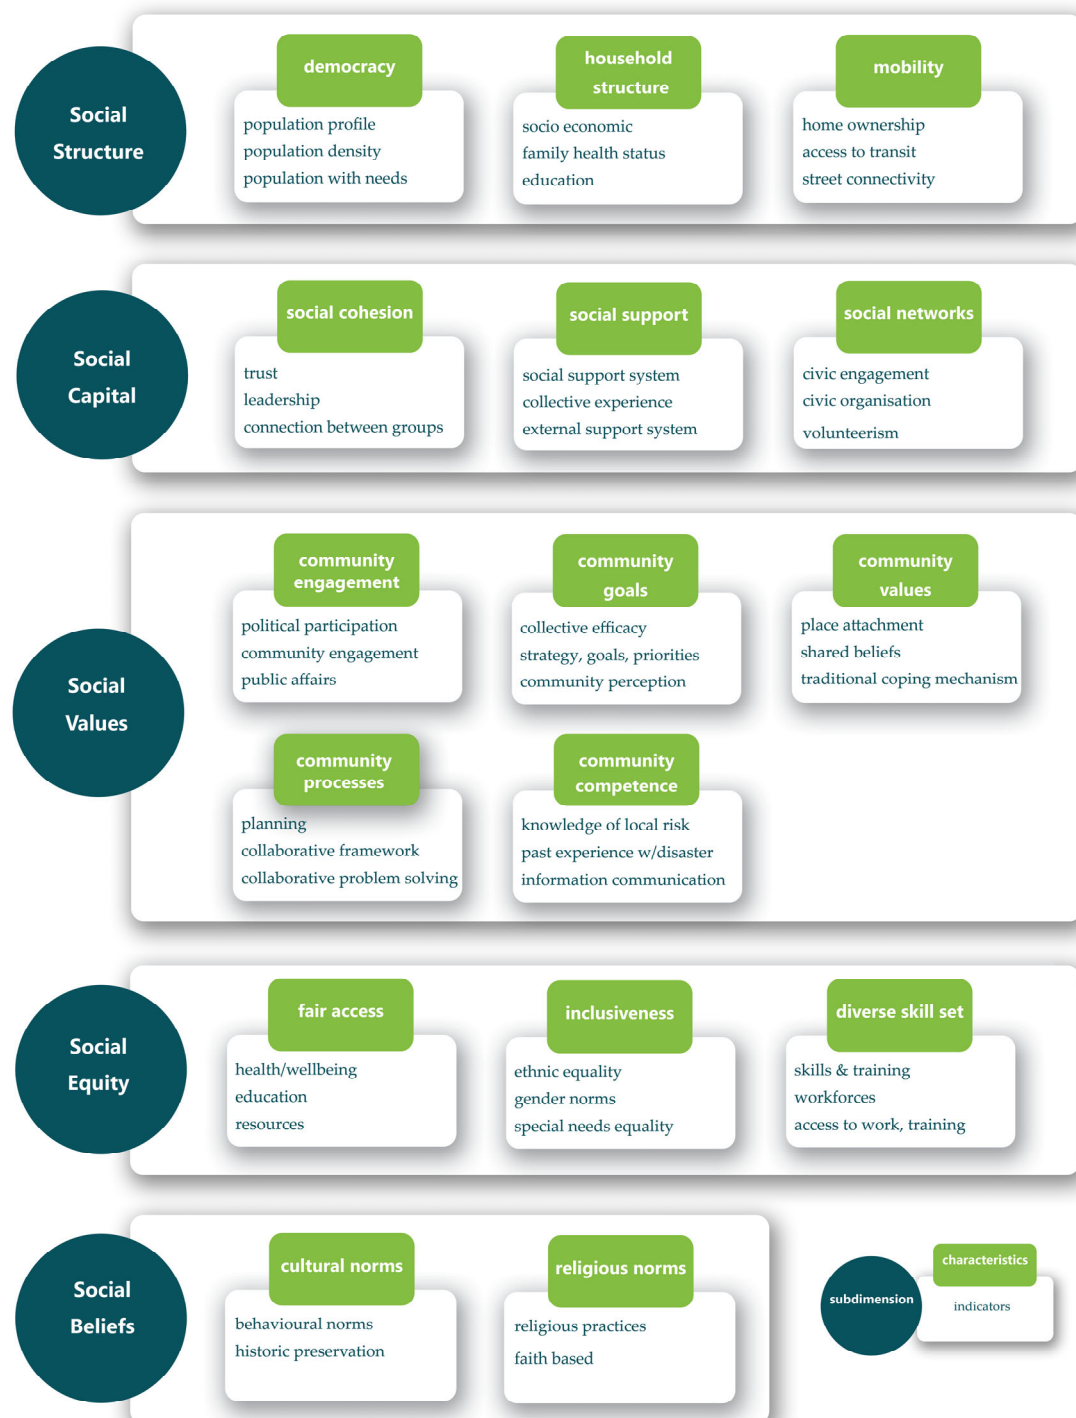 Social
Structure
democracy
population profile
population density
population with needs
household
structure
socio economic
family health status
education
mobility
home ownership
access to transit
street connectivity
Social
Capital
social cohesion
trust
leadership
connection between groups
social support
social support system
collective experience
external support system
social networks
civic engagement
civic organisation
volunteerism
Social
Values
community
engagement
political participation
community engagement
public affairs
community
goals
collective efficacy
strategy, goals, priorities
community perception
community
values
place attachment
shared beliefs
traditional coping mechanism
community
processes
planning
collaborative framework
collaborative problem solving
community
competence
knowledge of local risk
past experience w/disaster
information communication
Social
Equity
fair access
health/wellbeing
education
resources
inclusiveness
ethnic equality
gender norms
special needs equality
diverse skill set
skills & training
workforces
access to work, training
Social
Beliefs
cultural norms
behavioural norms
historic preservation
religious norms
religious practices
faith based
subdimension
characteristics
indicators